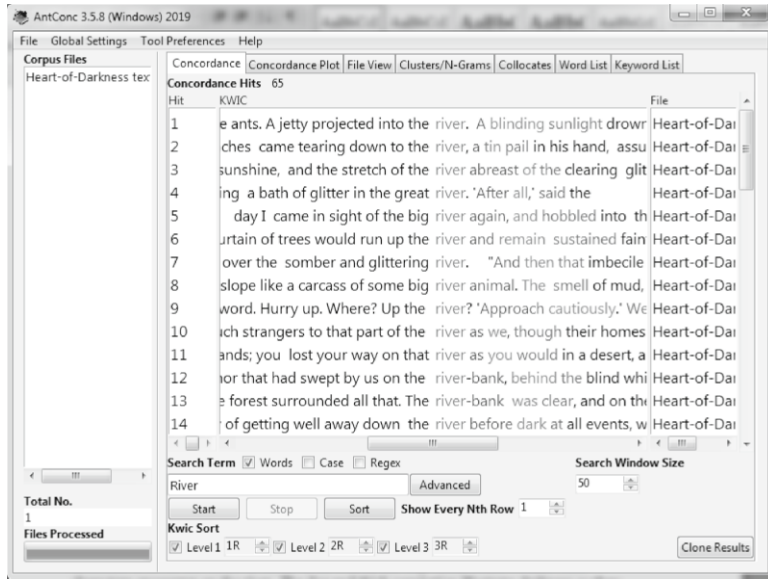 AntConc 3.5.8 (Windows) 2019
File Global Settings Tool Preferences Help
Corpus Files
Heart-of-Darkness tex
Total No.
1
Files Processed
Concordance Concordance Plot File View Clusters/N-Grams Collocates Word List Keyword List
Concordance Hits 65
Hit KWIC File
1 e ants. A jetty projected into the river. A blinding sunlight drowr Heart-of-Dar
2 ches came tearing down to the river, a tin pail in his hand, assu Heart-of-Dar
3 sunshine, and the stretch of the river abreast of the clearing glit Heart-of-Dar
4 ing a bath of glitter in the great river. 'After all,' said the Heart-of-Dar
5 day I came in sight of the big river again, and hobbled into th Heart-of-Dar
6 urtain of trees would run up the river and remain sustained fain Heart-of-Dar
7 over the somber and glittering river. "And then that imbecile Heart-of-Dar
8 slope like a carcass of some big river animal. The smell of mud, Heart-of-Dar
9 word. Hurry up. Where? Up the river? 'Approach cautiously.' We Heart-of-Dar
10 uch strangers to that part of the river as we, though their homes Heart-of-Dar
11 ands; you lost your way on that river as you would in a desert, a Heart-of-Dar
12 nor that had swept by us on the river-bank, behind the blind whi Heart-of-Dar
13 e forest surrounded all that. The river-bank was clear, and on the Heart-of-Dar
14 of getting well away down the river before dark at all events, w Heart-of-Dar
Search Term Words Case Regex Search Window Size
River Advanced 50
Start Stop Sort Show Every Nth Row 1
Kwic Sort
Level 1 1R Level 2 2R Level 3 3R Clone Results